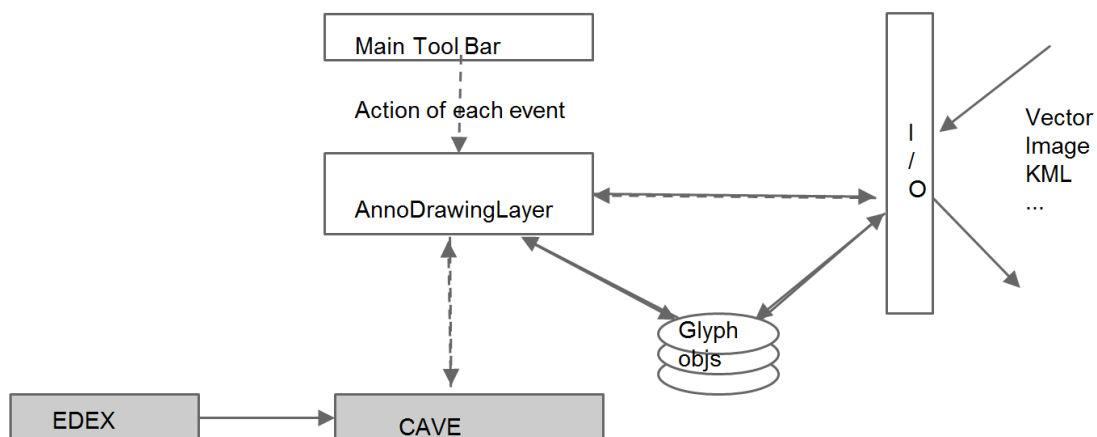 Main Tool Bar
Action of each event
AnnoDrawingLayer
I
/
O
Vector
Image
KML
...
Glyph
objs
EDEX
CAVE